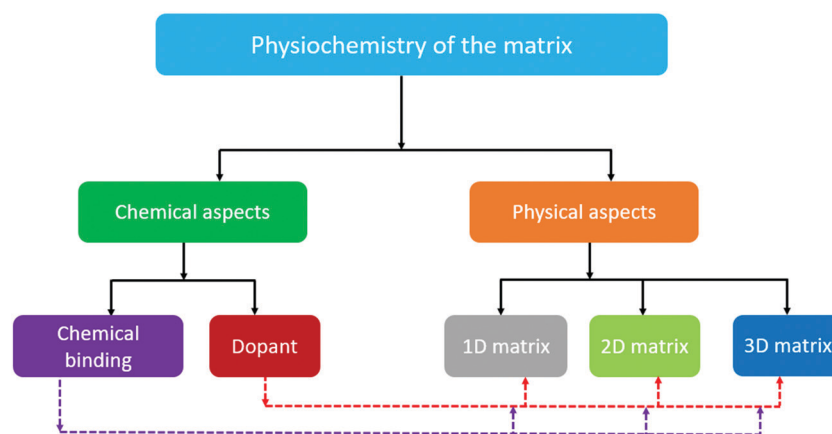 Physiochemistry of the matrix
Chemical aspects
Physical aspects
Chemical
binding
Dopant
1D matrix
2D matrix
3D matrix